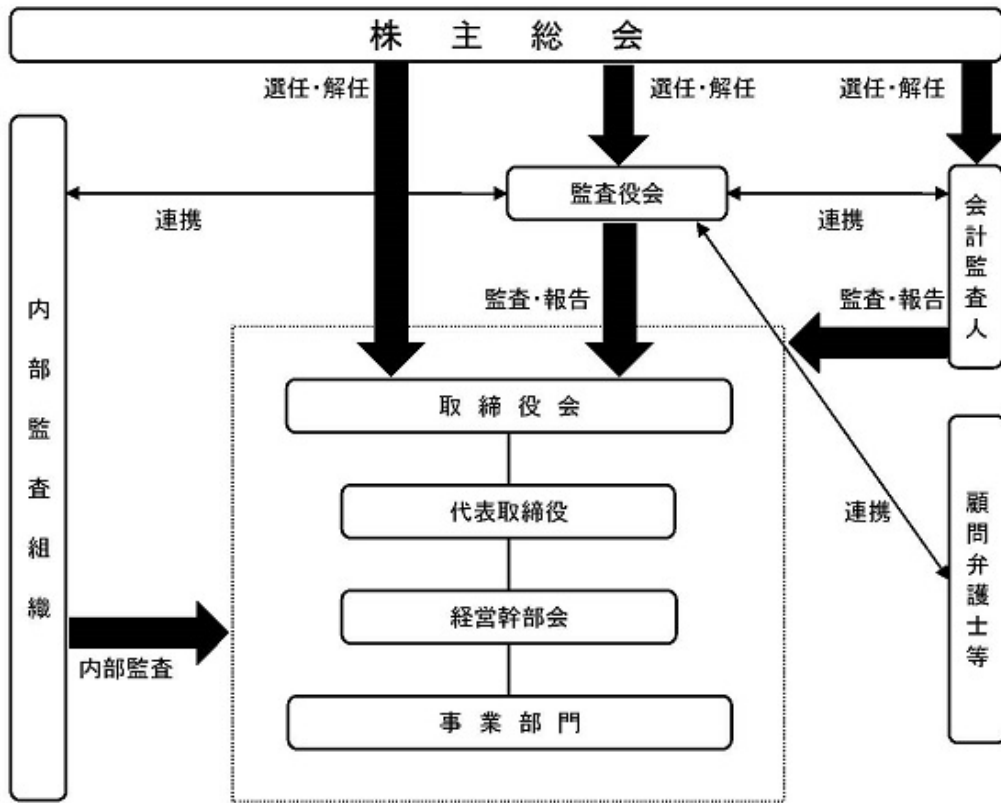 株主総会
選任・解任
選任・解任
選任・解任
監査役会
連携
連携
会計監査人
監査・報告
監査・報告
内部監査組織
取締役会
代表取締役
連携
顧問弁護士等
経営幹部会
内部監査
事業部門